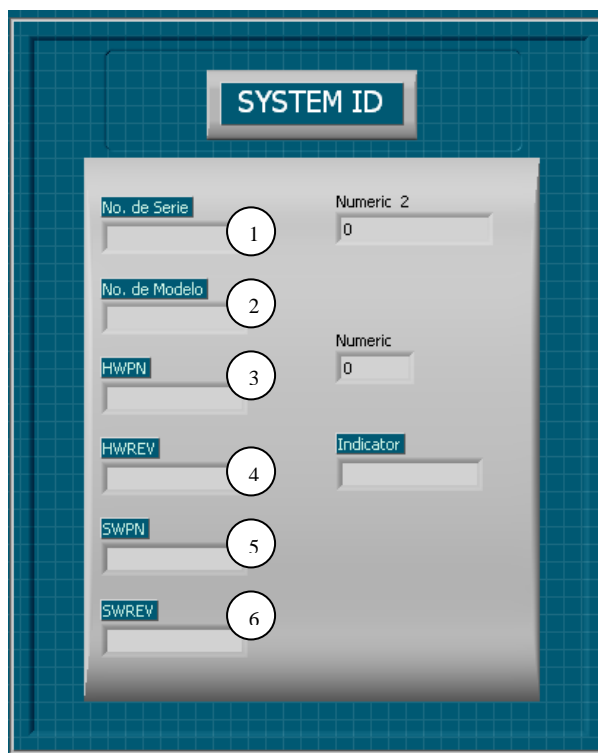 SYSTEM ID
No. de Serie
1
Numeric 2
0
No. de Modelo
2
HWPN
3
Numeric
0
HWREV
4
Indicator
SWPN
5
SWREV
6